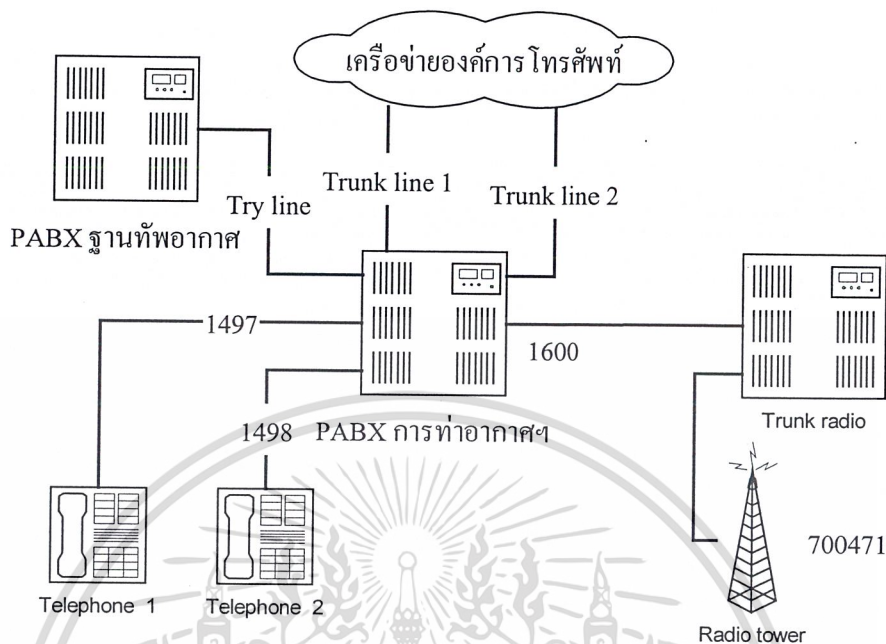 เครือข่ายองค์การโทรศัพท์
Trunk line 1
Trunk line 2
Try line
PABX ฐานทัพอากาศ
1497
1600
1498
PABX การท่าอากาศฯ
Trunk radio
700471
Telephone 1
Telephone 2
Radio tower